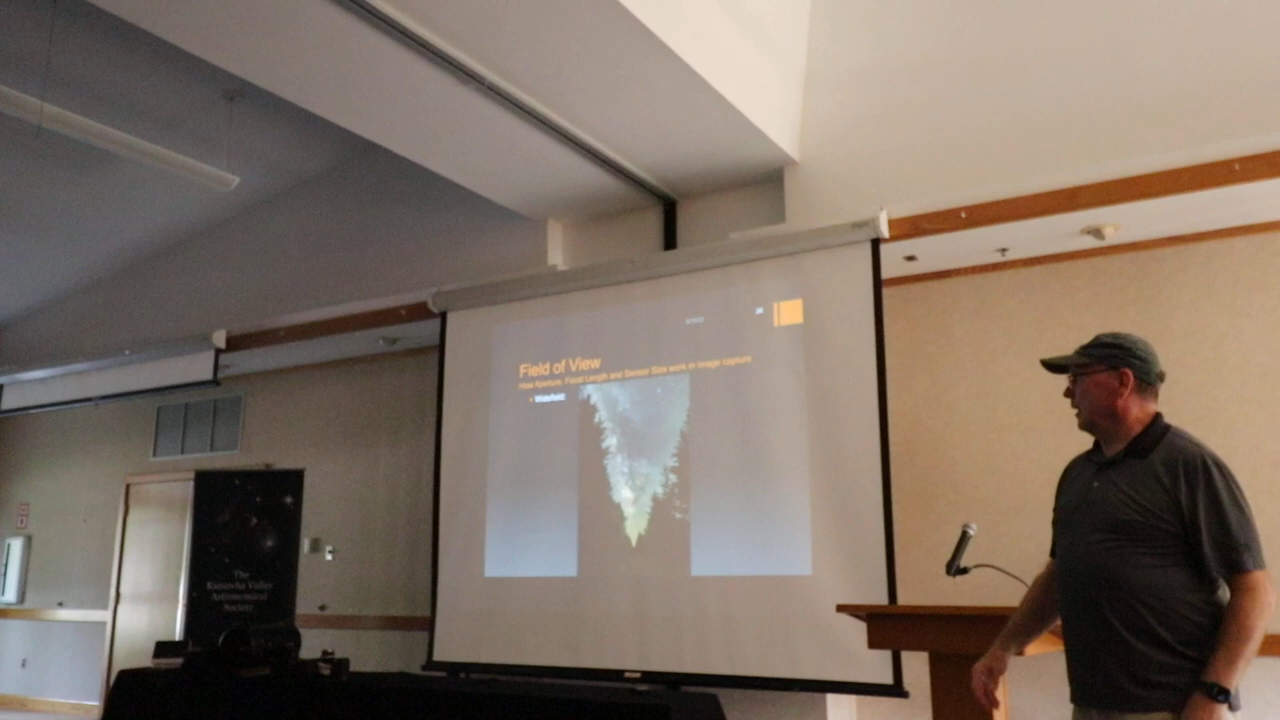 Field of View
How Aperture, Focal Length and Sensor Size work in image capture
Widefield:
The
Kanawha Valley
Astronomical
Society